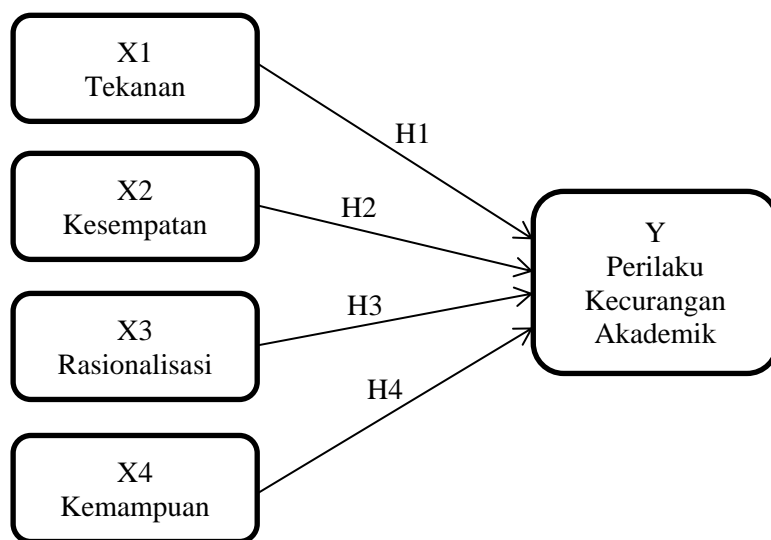 X1
Tekanan
H1
X2
Kesempatan
H2
Y
Perilaku
Kecurangan
Akademik
X3
Rasionalisasi
H3
H4
X4
Kemampuan